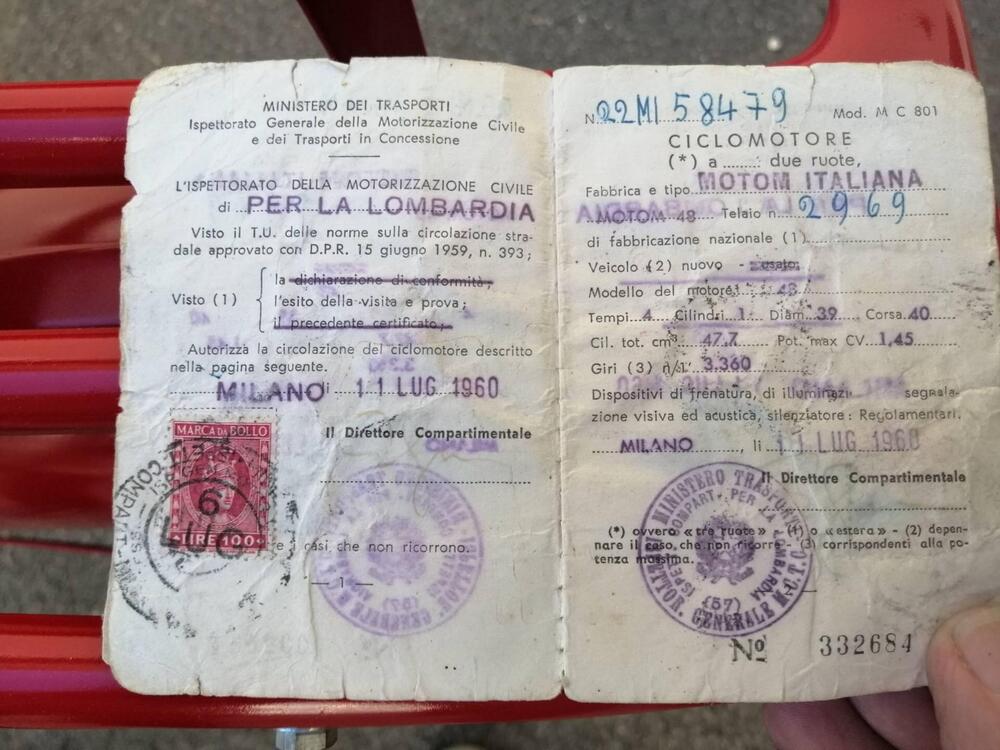 MINISTERO DEI TRASPORTI
Ispettorato Generale della Motorizzazione Civile
e dei Trasporti in Concessione
L'ISPETTORATO DELLA MOTORIZZAZIONE CIVILE
di PER LA LOMBARDIA
Visto il T.U. delle norme sulla circolazione stra-
dale approvato con D.P.R. 15 giugno 1959, n. 393;
la dichiarazione di conformità;
Visto (1) l'esito della visita e prova;
il precedente certificato;
Autorizza la circolazione del ciclomotore descritto
nella pagina seguente.
MILANO li 11 LUG 1960
Il Direttore Compartimentale
MARCA DA BOLLO
LIRE 100
e i casi che non ricorrono.
— 1 —
N. 22MI 58479 Mod. M C 801
CICLOMOTORE
(*) a ........ due ruote,
Fabbrica e tipo MOTOM ITALIANA
MOTOM 48 Telaio n. 2969
di fabbricazione nazionale (1)
Veicolo (2) nuovo - usato;
Modello del motore: 48
Tempi 4 Cilindri 1 Diam. 39 Corsa 40
Cil. tot. cm³ 47,7 Pot. max CV. 1,45
Giri (3) n/1' 3.360
Dispositivi di frenatura, di illuminazi segnala-
zione visiva ed acustica, silenziatore: Regolamentari.
MILANO, li 11 LUG 1960
Il Direttore Compartimentale
(*) ovvero «tre ruote» (1) o «estera» - (2) depen-
nare il caso che non ricorre - (3) corrispondenti alla po-
tenza massima.
MINISTERO TRASPORTI
COMPART. PER LA LOMBARDIA
(57)
Nº 332684